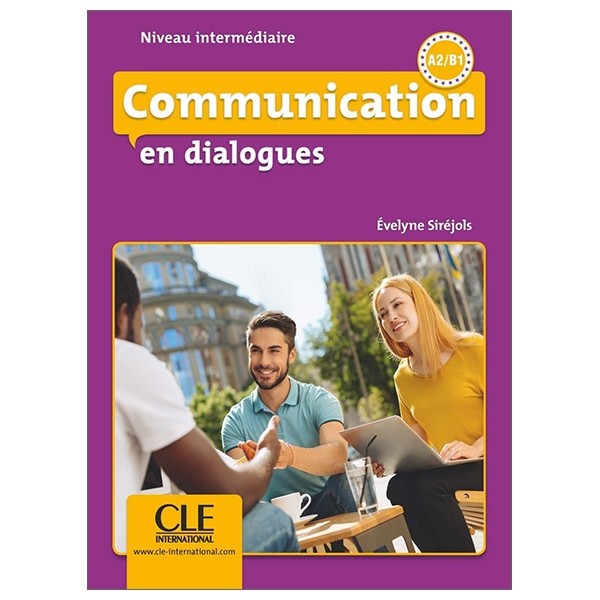 Niveau intermédiaire
A2/B1
Communication
en dialogues
Évelyne Siréjols
CLE
INTERNATIONAL
www.cle-international.com